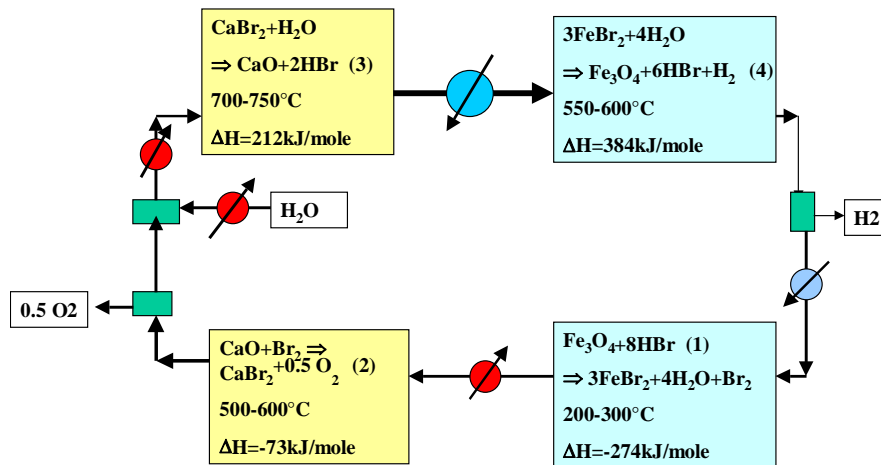 CaBr₂+H₂O
⇒ CaO+2HBr (3)
700-750°C
ΔH=212kJ/mole
3FeBr₂+4H₂O
⇒ Fe₃O₄+6HBr+H₂ (4)
550-600°C
ΔH=384kJ/mole
H₂O
H2
0.5 O2
CaO+Br₂ ⇒
CaBr₂+0.5 O₂ (2)
500-600°C
ΔH=-73kJ/mole
Fe₃O₄+8HBr (1)
⇒ 3FeBr₂+4H₂O+Br₂
200-300°C
ΔH=-274kJ/mole